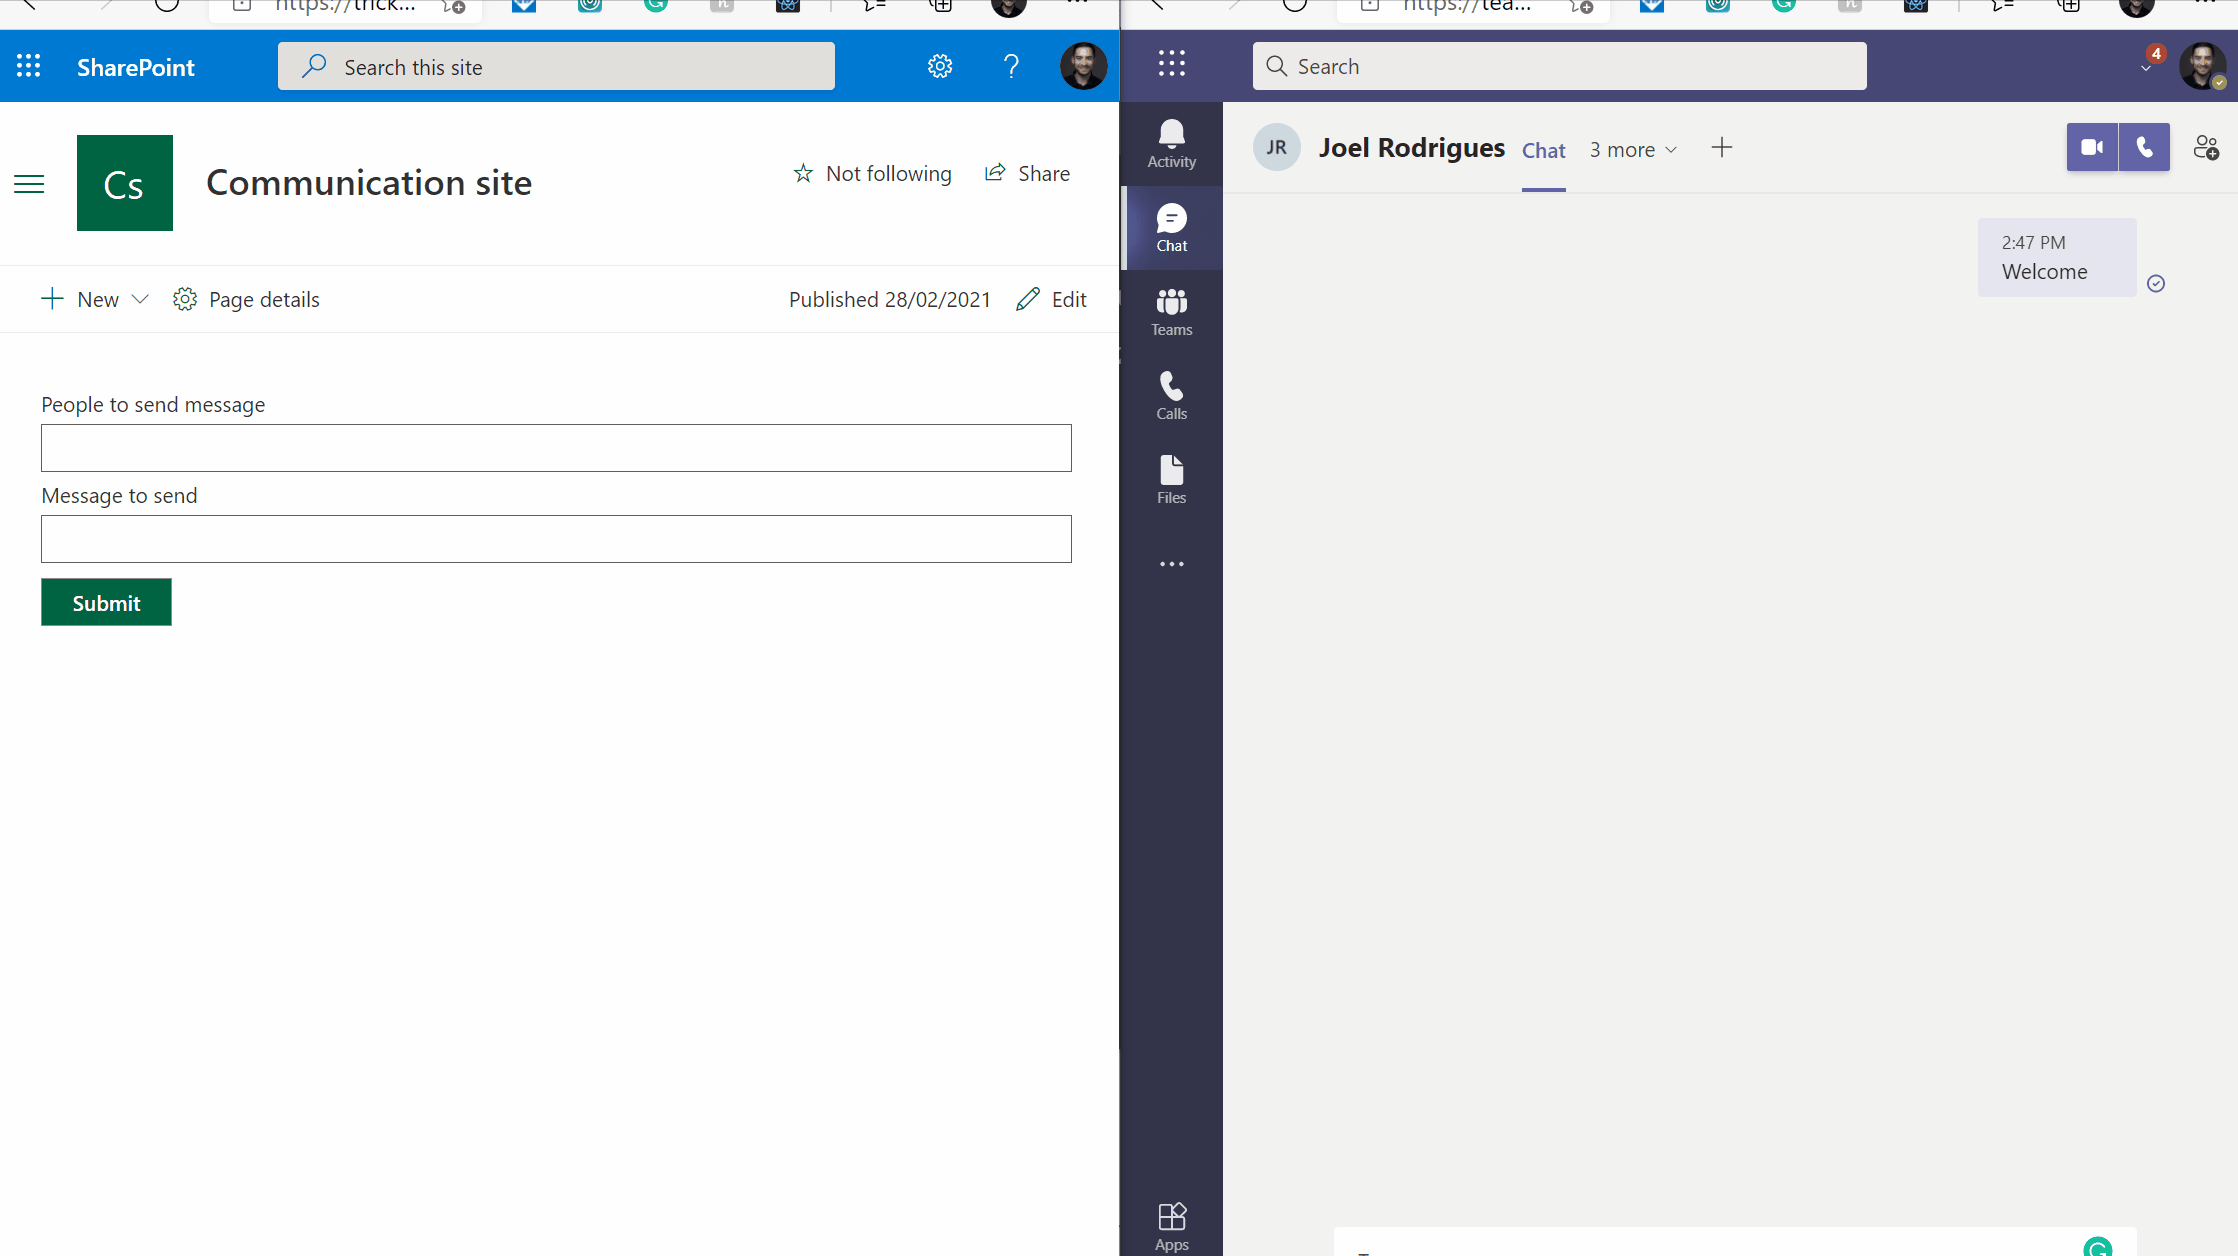 https://trick...
SharePoint
Search this site
Cs
Communication site
Not following
Share
New
Page details
Published 28/02/2021
Edit
People to send message
Message to send
Submit
https://tea...
Search
4
Activity
Chat
Teams
Calls
Files
Apps
JR
Joel Rodrigues
Chat
3 more
2:47 PM
Welcome